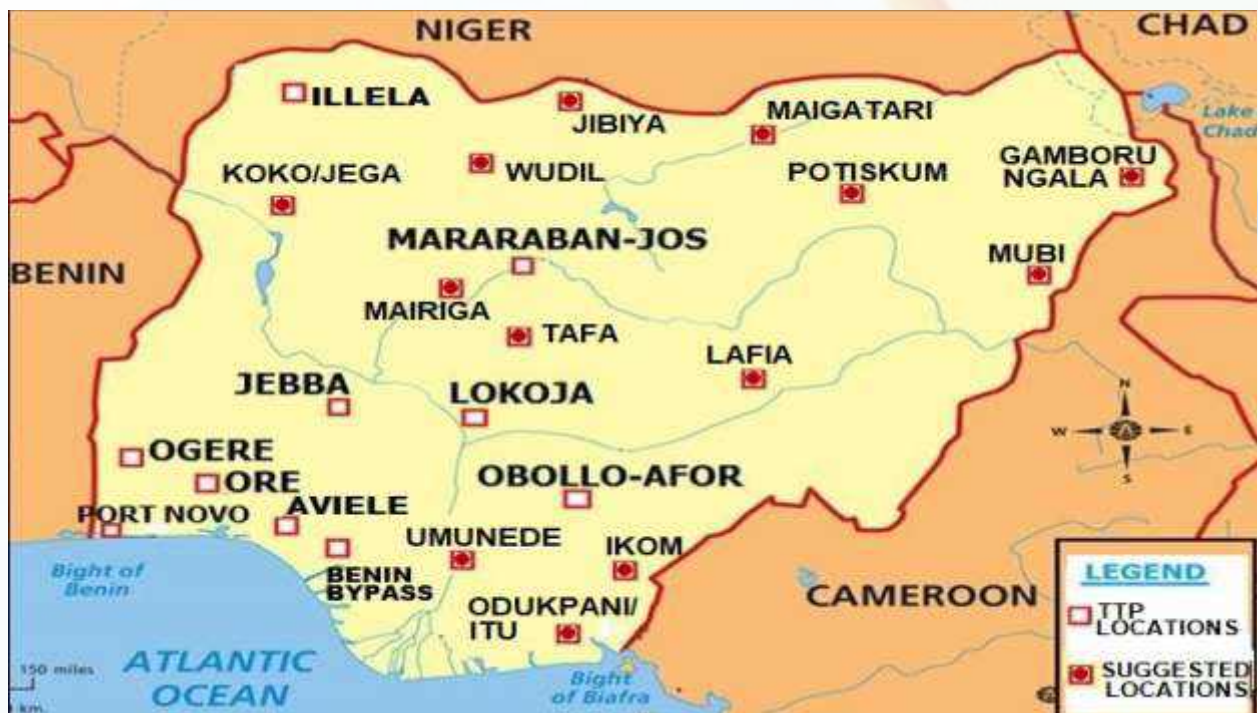 NIGER
CHAD
ILLELA
JIBIYA
MAIGATARI
Lake
Chad
KOKO/JEGA
WUDIL
POTISKUM
GAMBORU
NGALA
MARARABAN-JOS
BENIN
MUBI
MAIRIGA
TAFA
LAFIA
JEBBA
LOKOJA
N
W
E
S
OGERE
ORE
OBOLLO-AFOR
PORT NOVO
AVIELE
UMUNEDE
IKOM
Bight of
Benin
BENIN
BYPASS
ODUKPANI/
ITU
CAMEROON
ATLANTIC
OCEAN
Bight
of Biafra
150 miles
km
LEGEND
TTP
LOCATIONS
SUGGESTED
LOCATIONS